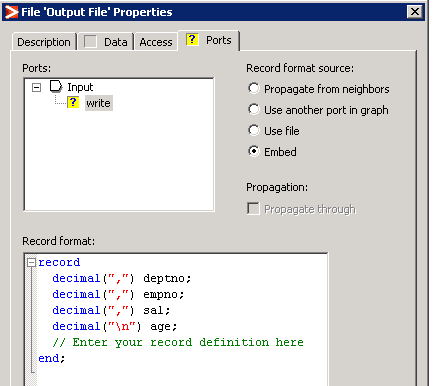 File 'Output File' Properties
Description
Data
Access
? Ports
Ports:
Input
? write
Record format source:
Propagate from neighbors
Use another port in graph
Use file
Embed
Propagation:
Propagate through
Record format:
record
decimal(",") deptno;
decimal(",") empno;
decimal(",") sal;
decimal("\n") age;
// Enter your record definition here
end;